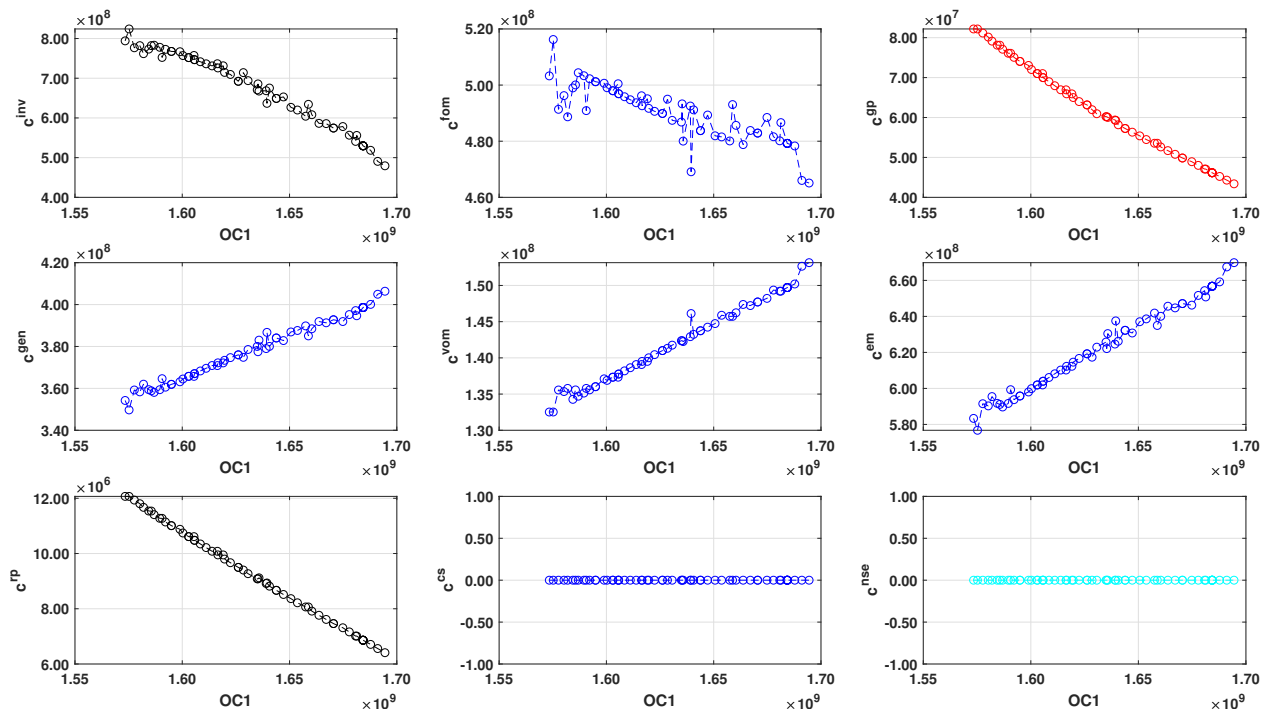 ×10^8
8.00
7.00
6.00
5.00
4.00
c^inv
1.55 1.60 1.65 1.70
OC1
×10^9
×10^8
5.20
5.00
4.80
4.60
c^fom
1.55 1.60 1.65 1.70
OC1
×10^9
×10^7
8.00
7.00
6.00
5.00
4.00
c^gp
1.55 1.60 1.65 1.70
OC1
×10^9
×10^8
4.20
4.00
3.80
3.60
3.40
c^gen
1.55 1.60 1.65 1.70
OC1
×10^9
×10^8
1.50
1.45
1.40
1.35
1.30
c^vom
1.55 1.60 1.65 1.70
OC1
×10^9
×10^8
6.60
6.40
6.20
6.00
5.80
c^em
1.55 1.60 1.65 1.70
OC1
×10^9
×10^6
12.00
10.00
8.00
6.00
c^rp
1.55 1.60 1.65 1.70
OC1
×10^9
1.00
0.50
0.00
-0.50
-1.00
c^cs
1.55 1.60 1.65 1.70
OC1
×10^9
1.00
0.50
0.00
-0.50
-1.00
c^nse
1.55 1.60 1.65 1.70
OC1
×10^9